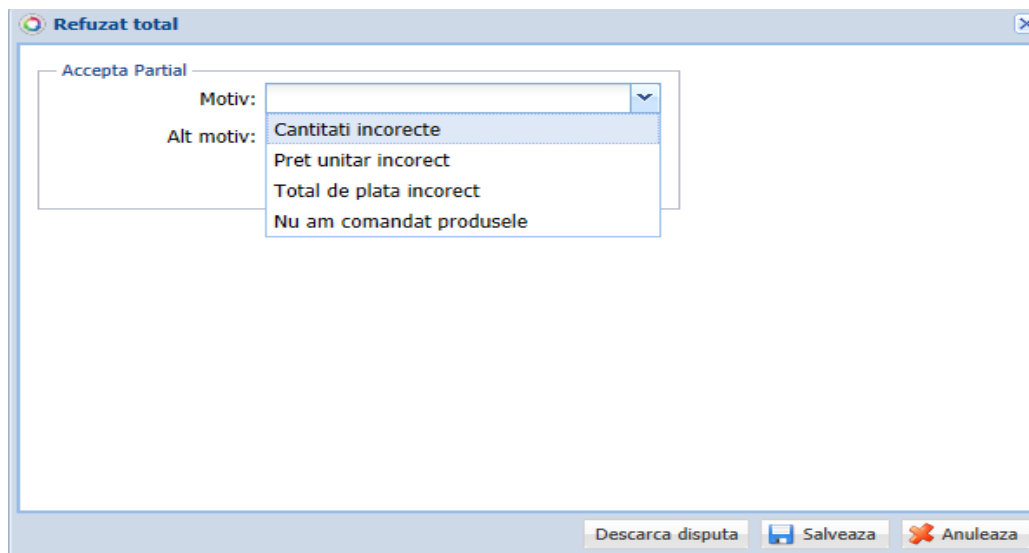 Refuzat total
Accepta Partial
Motiv:
Alt motiv:
Cantitati incorecte
Pret unitar incorect
Total de plata incorect
Nu am comandat produsele
Descarca disputa
Salveaza
Anuleaza